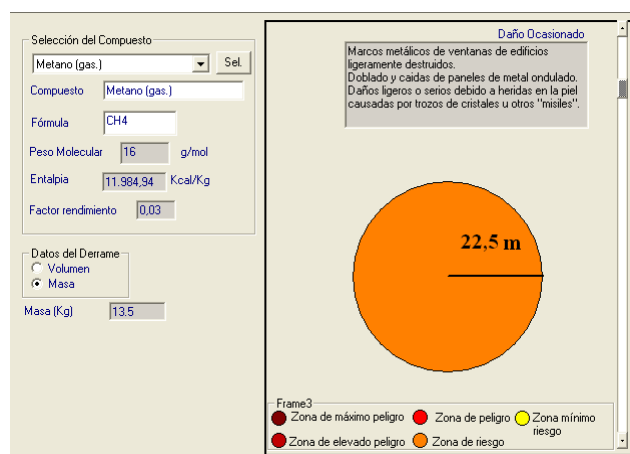 Selección del Compuesto
Metano (gas.)
Sel.
Compuesto
Metano (gas.)
Fórmula
CH4
Peso Molecular
16
g/mol
Entalpia
11.984,94
Kcal/Kg
Factor rendimiento
0,03
Datos del Derrame
Volumen
Masa
Masa (Kg)
13.5
Daño Ocasionado
Marcos metálicos de ventanas de edificios
ligeramente destruidos.
Doblado y caidas de paneles de metal ondulado.
Daños ligeros o serios debido a heridas en la piel
causadas por trozos de cristales u otros "misiles".
22,5 m
Frame3
Zona de máximo peligro
Zona de peligro
Zona mínimo
riesgo
Zona de elevado peligro
Zona de riesgo